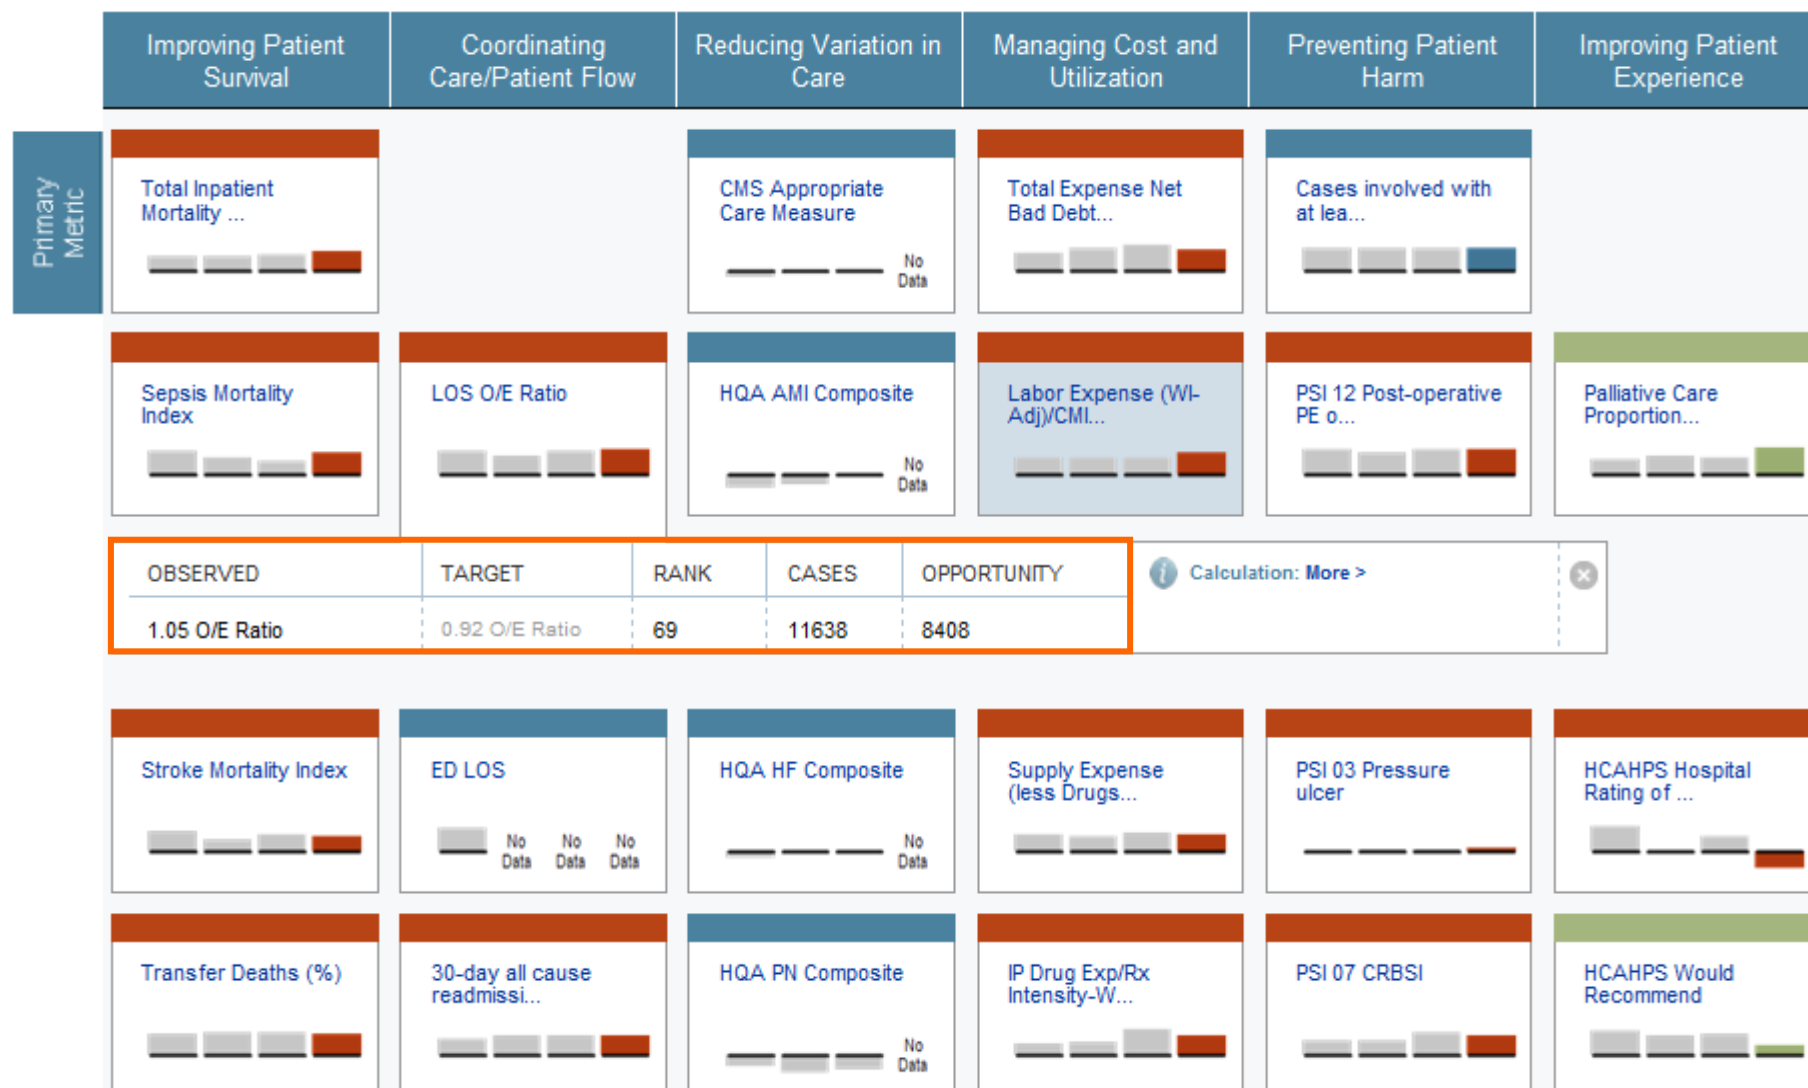 Improving Patient
Survival
Coordinating
Care/Patient Flow
Reducing Variation in
Care
Managing Cost and
Utilization
Preventing Patient
Harm
Improving Patient
Experience
Primary
Metric
Total Inpatient
Mortality ...
CMS Appropriate
Care Measure
No
Data
Total Expense Net
Bad Debt...
Cases involved with
at lea...
Sepsis Mortality
Index
LOS O/E Ratio
HQA AMI Composite
No
Data
Labor Expense (WI-
Adj)/CMI...
PSI 12 Post-operative
PE o...
Palliative Care
Proportion...
OBSERVED TARGET RANK CASES OPPORTUNITY
1.05 O/E Ratio 0.92 O/E Ratio 69 11638 8408
i Calculation: More >
Stroke Mortality Index
ED LOS
No No No
Data Data Data
HQA HF Composite
No
Data
Supply Expense
(less Drugs...
PSI 03 Pressure
ulcer
HCAHPS Hospital
Rating of ...
Transfer Deaths (%)
30-day all cause
readmissi...
HQA PN Composite
No
Data
IP Drug Exp/Rx
Intensity-W...
PSI 07 CRBSI
HCAHPS Would
Recommend